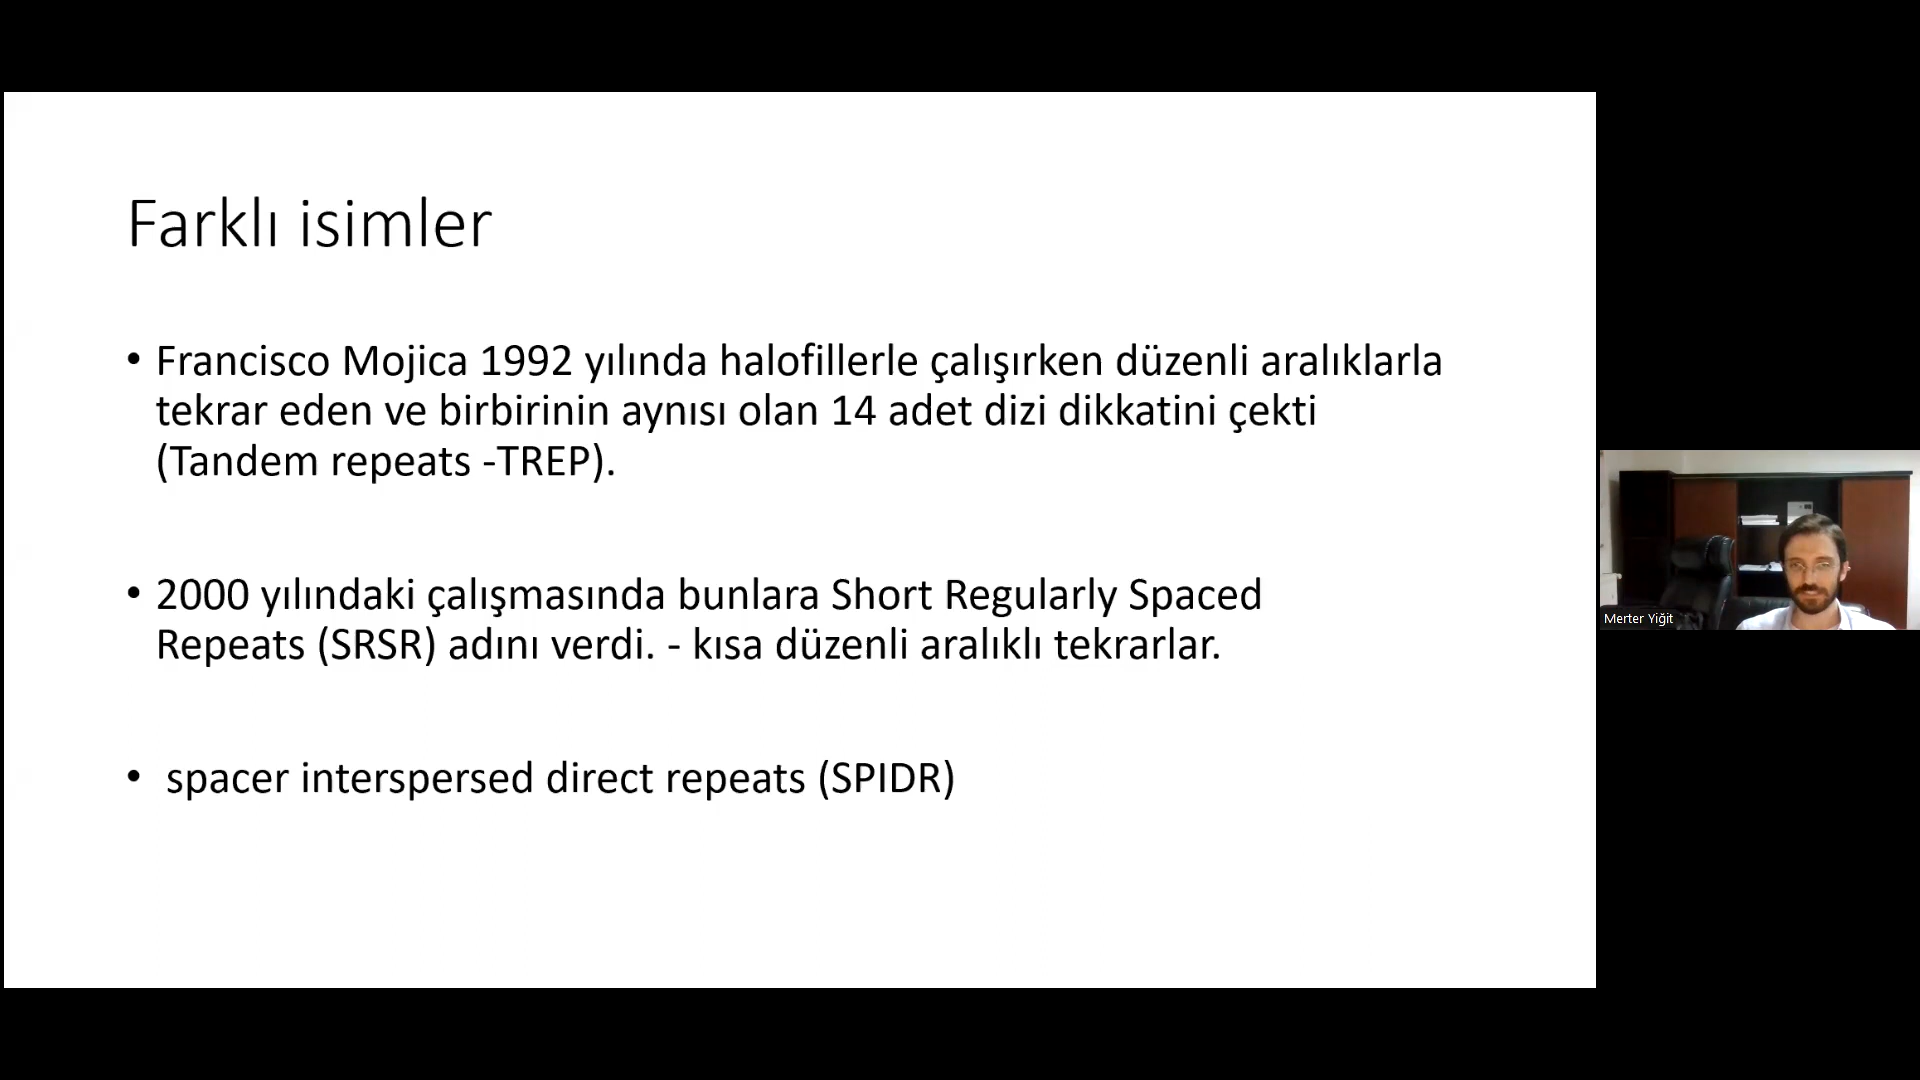 Farklı isimler
• Francisco Mojica 1992 yılında halofillerle çalışırken düzenli aralıklarla
tekrar eden ve birbirinin aynısı olan 14 adet dizi dikkatini çekti
(Tandem repeats -TREP).
• 2000 yılındaki çalışmasında bunlara Short Regularly Spaced
Repeats (SRSR) adını verdi. - kısa düzenli aralıklı tekrarlar.
• spacer interspersed direct repeats (SPIDR)
Merter Yiğit